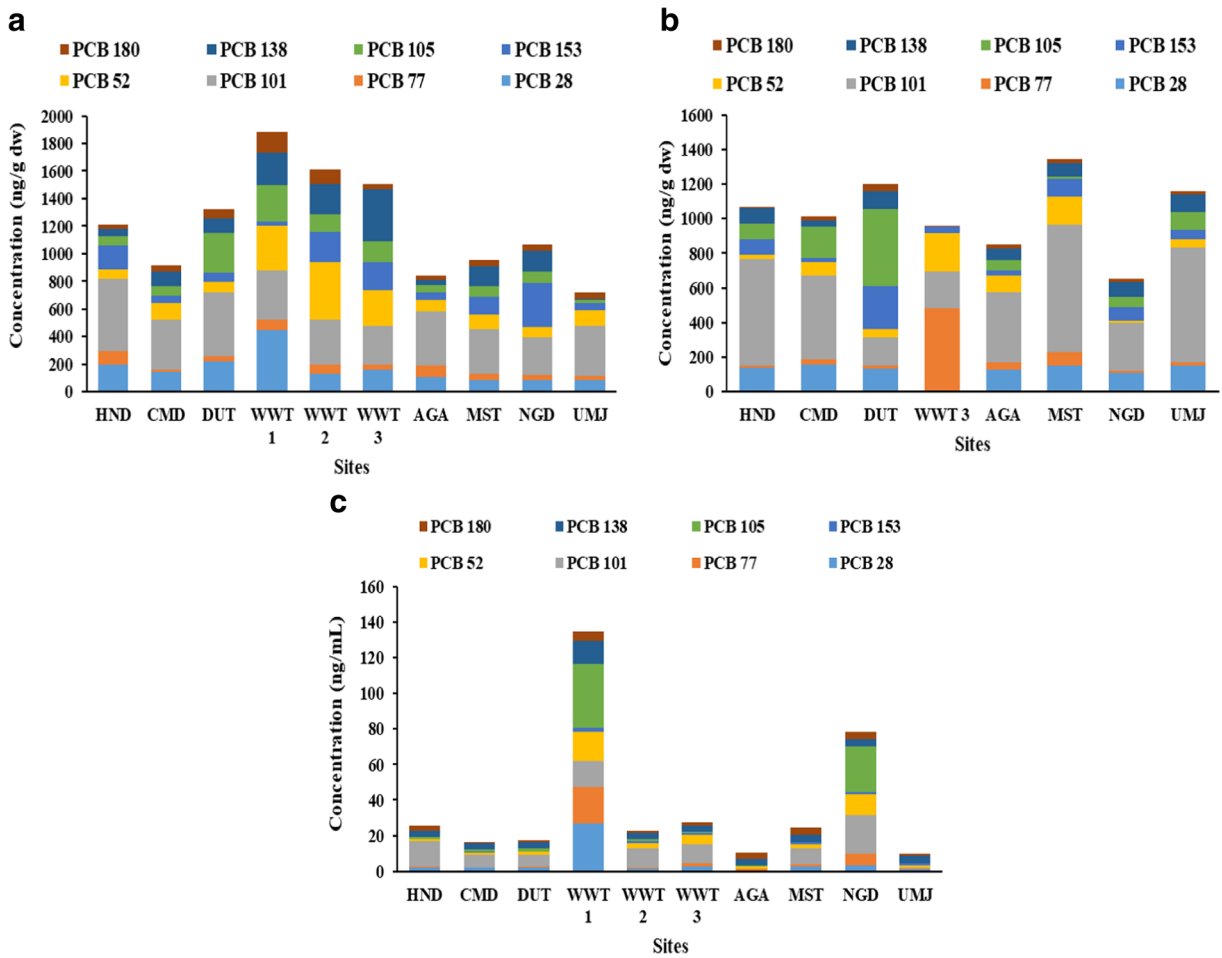 a
PCB 180 PCB 138 PCB 105 PCB 153
PCB 52 PCB 101 PCB 77 PCB 28
Concentration (ng/g dw)
2000
1800
1600
1400
1200
1000
800
600
400
200
0
HND CMD DUT WWT 1 WWT 2 WWT 3 AGA MST NGD UMJ
Sites
b
PCB 180 PCB 138 PCB 105 PCB 153
PCB 52 PCB 101 PCB 77 PCB 28
Concentration (ng/g dw)
1600
1400
1200
1000
800
600
400
200
0
HND CMD DUT WWT 3 AGA MST NGD UMJ
Sites
c
PCB 180 PCB 138 PCB 105 PCB 153
PCB 52 PCB 101 PCB 77 PCB 28
Concentration (ng/mL)
160
140
120
100
80
60
40
20
0
HND CMD DUT WWT 1 WWT 2 WWT 3 AGA MST NGD UMJ
Sites